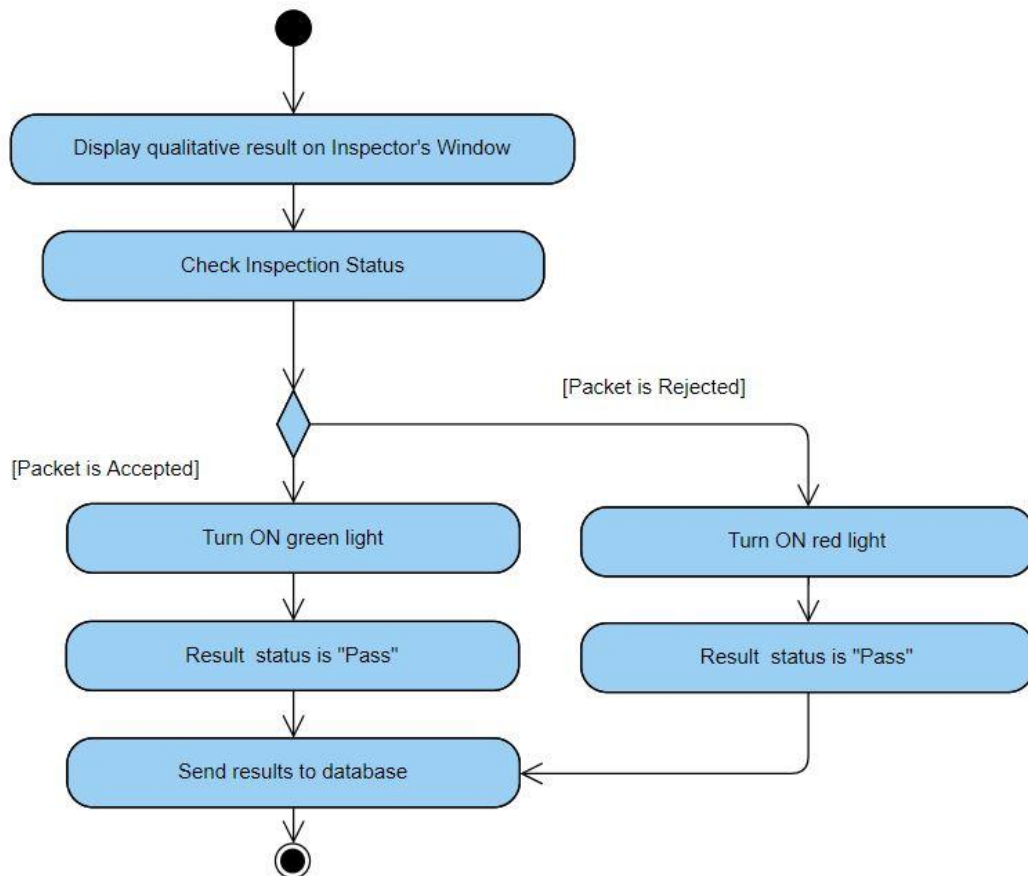 Display qualitative result on Inspector's Window
Check Inspection Status
[Packet is Rejected]
[Packet is Accepted]
Turn ON green light
Turn ON red light
Result status is "Pass"
Result status is "Pass"
Send results to database